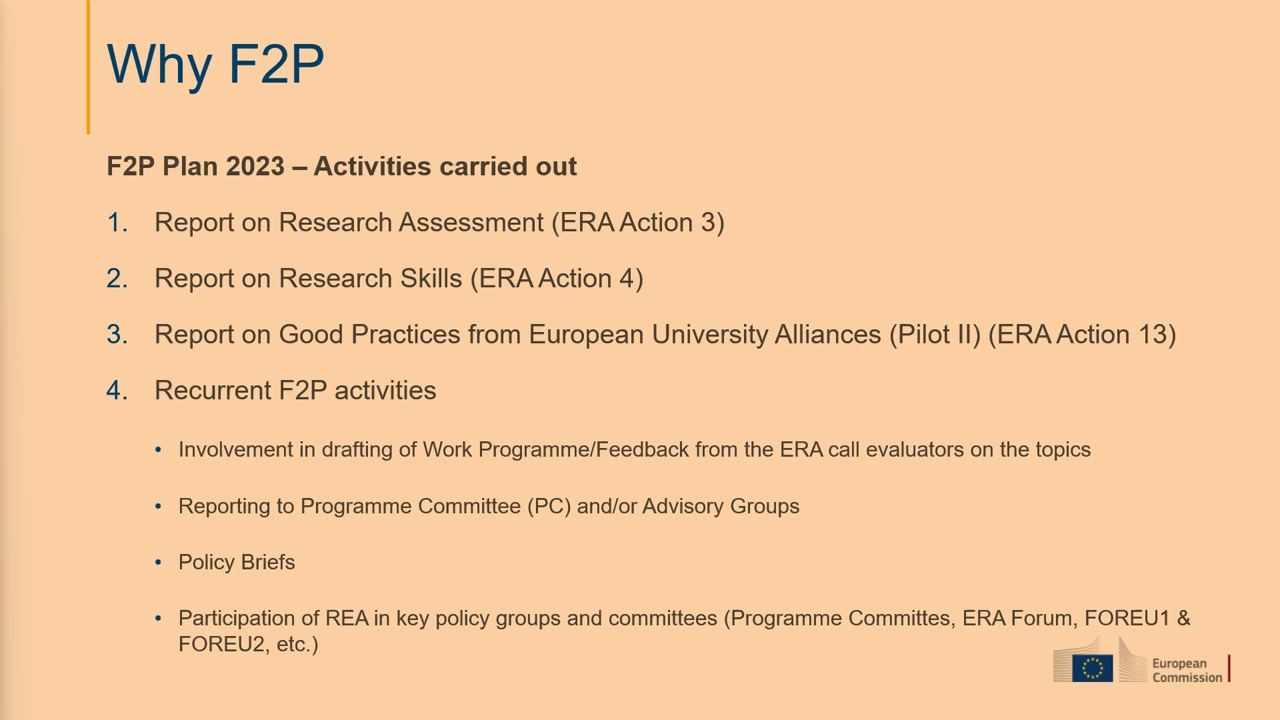 Why F2P
F2P Plan 2023 – Activities carried out
1. Report on Research Assessment (ERA Action 3)
2. Report on Research Skills (ERA Action 4)
3. Report on Good Practices from European University Alliances (Pilot II) (ERA Action 13)
4. Recurrent F2P activities
• Involvement in drafting of Work Programme/Feedback from the ERA call evaluators on the topics
• Reporting to Programme Committee (PC) and/or Advisory Groups
• Policy Briefs
• Participation of REA in key policy groups and committees (Programme Committes, ERA Forum, FOREU1 &
FOREU2, etc.)
European
Commission